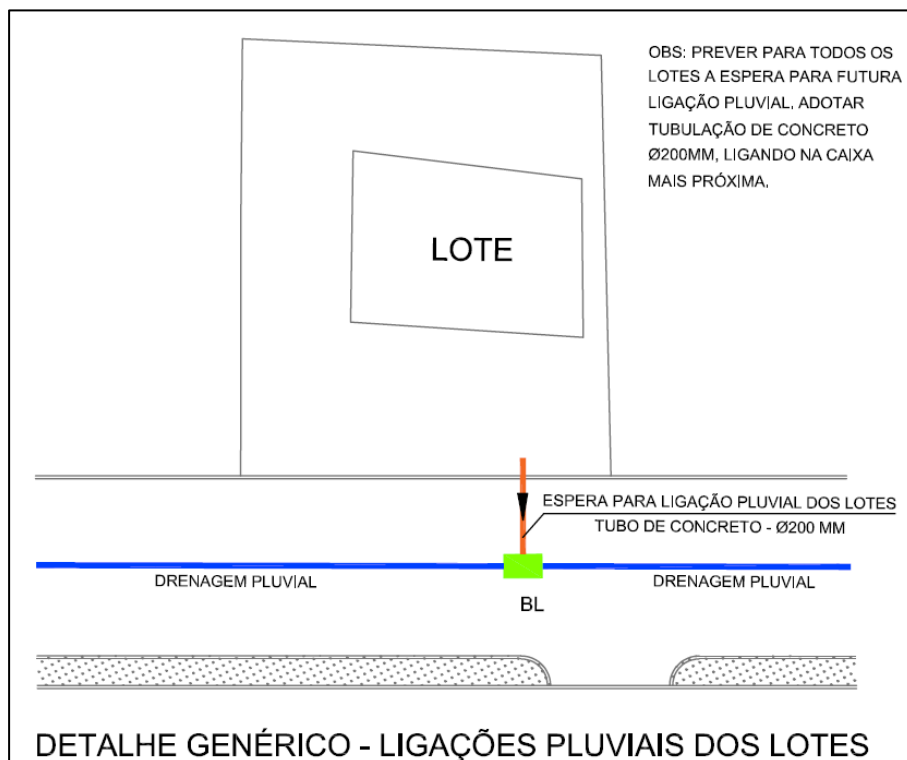 OBS: PREVER PARA TODOS OS
LOTES A ESPERA PARA FUTURA
LIGAÇÃO PLUVIAL. ADOTAR
TUBULAÇÃO DE CONCRETO
Ø200MM, LIGANDO NA CAIXA
MAIS PRÓXIMA.
LOTE
ESPERA PARA LIGAÇÃO PLUVIAL DOS LOTES
TUBO DE CONCRETO - Ø200 MM
DRENAGEM PLUVIAL
DRENAGEM PLUVIAL
BL
DETALHE GENÉRICO - LIGAÇÕES PLUVIAIS DOS LOTES